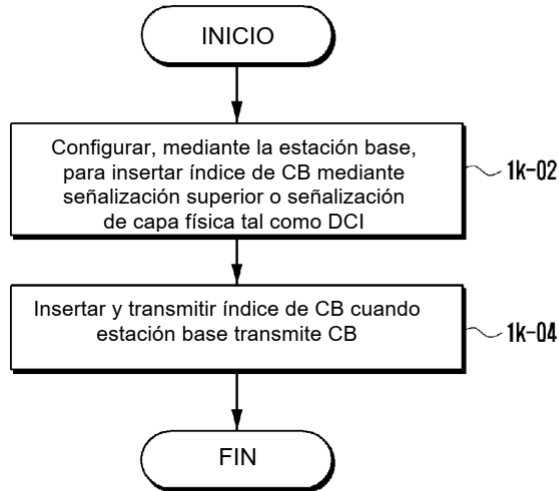 INICIO
Configurar, mediante la estación base,
para insertar índice de CB mediante
señalización superior o señalización
de capa física tal como DCI
1k-02
Insertar y transmitir índice de CB cuando
estación base transmite CB
1k-04
FIN